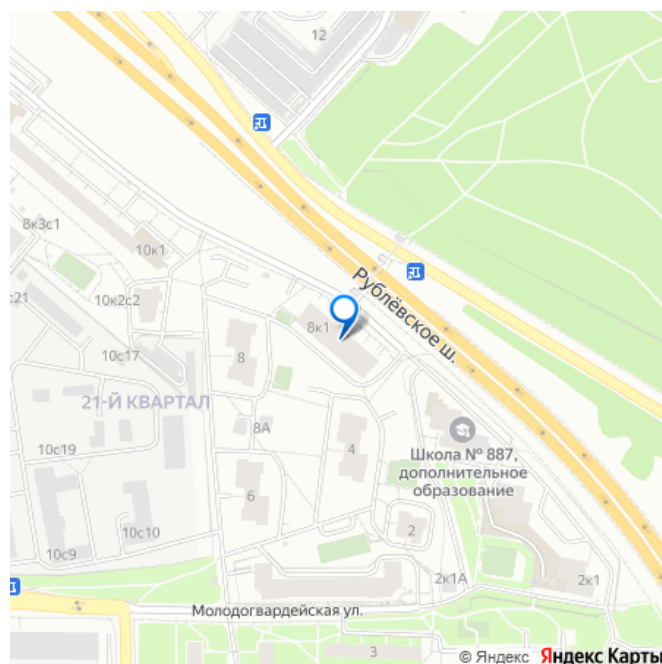 12
8к3с1
10к1
с21
10к2с2
Рублёвское ш.
8к1
10с17
8
21-Й КВАРТАЛ
8А
10с19
4
Школа № 887,
дополнительное
образование
6
10с10
2
10с9
2к1А
2к1
Молодогвардейская ул.
3
© Яндекс Яндекс Карты